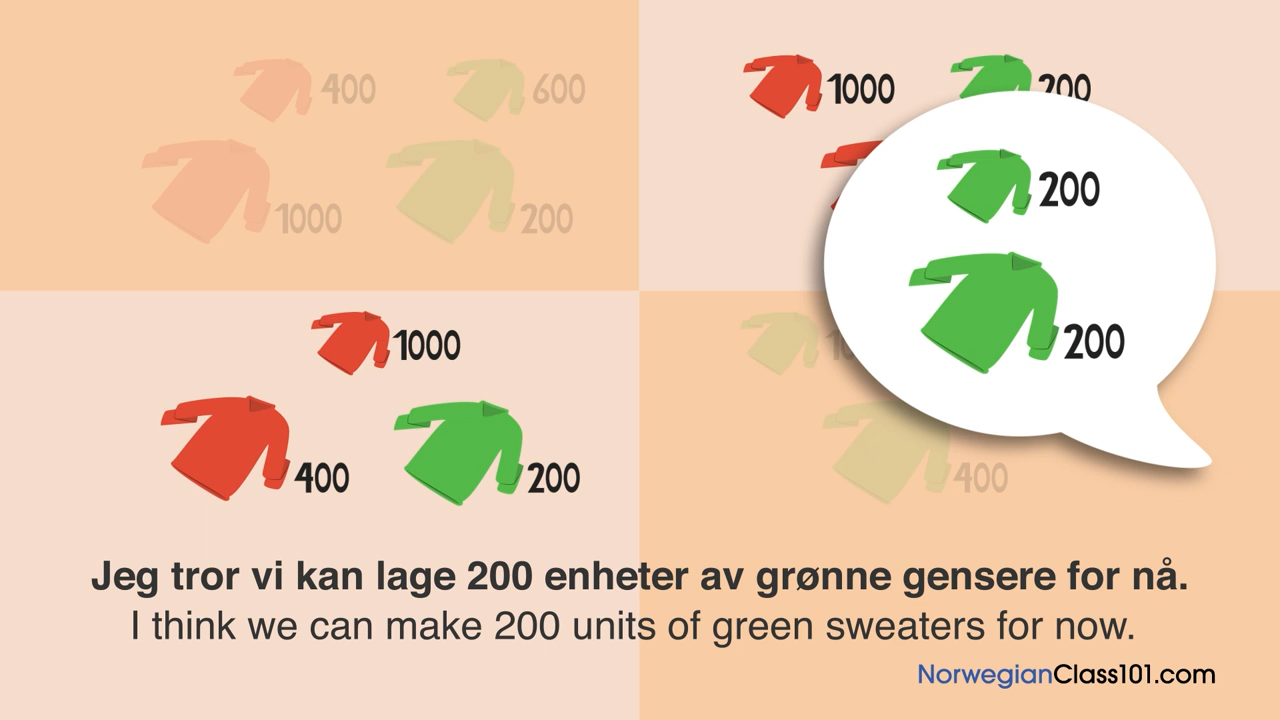 400 600
1000 200
1000 200
200
200
1000
400 200
400
Jeg tror vi kan lage 200 enheter av grønne gensere for nå.
I think we can make 200 units of green sweaters for now.
NorwegianClass101.com